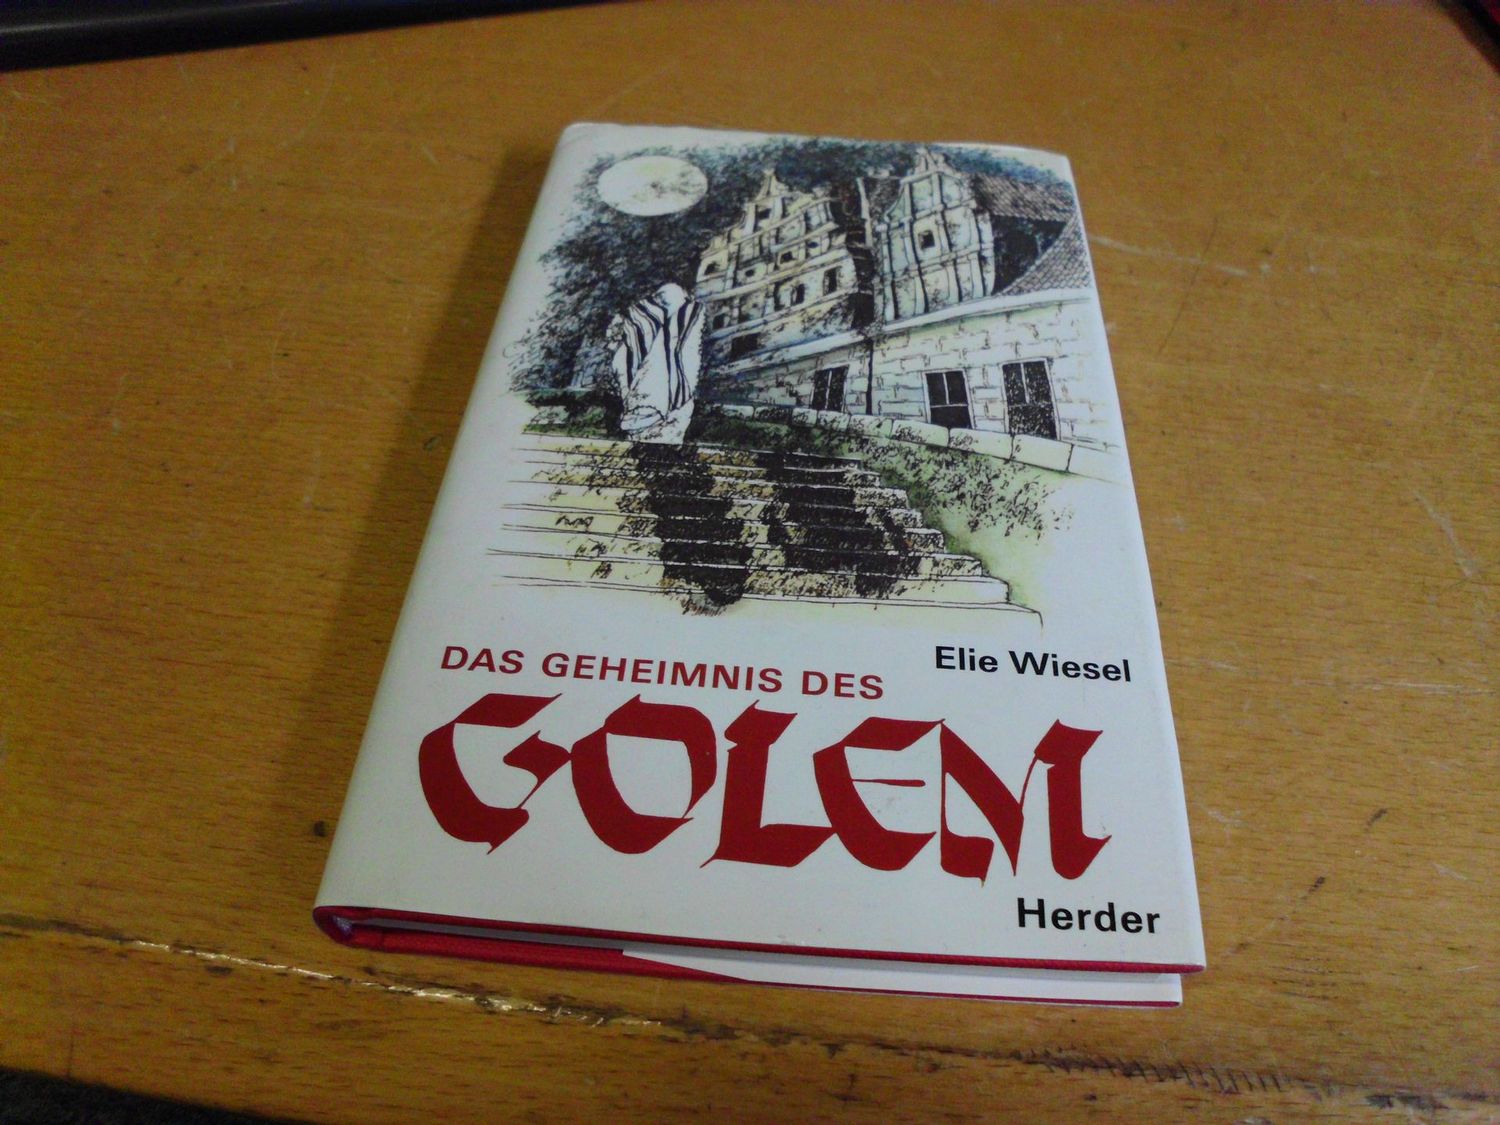 DAS GEHEIMNIS DES
Elie Wiesel
GOLEM
Herder